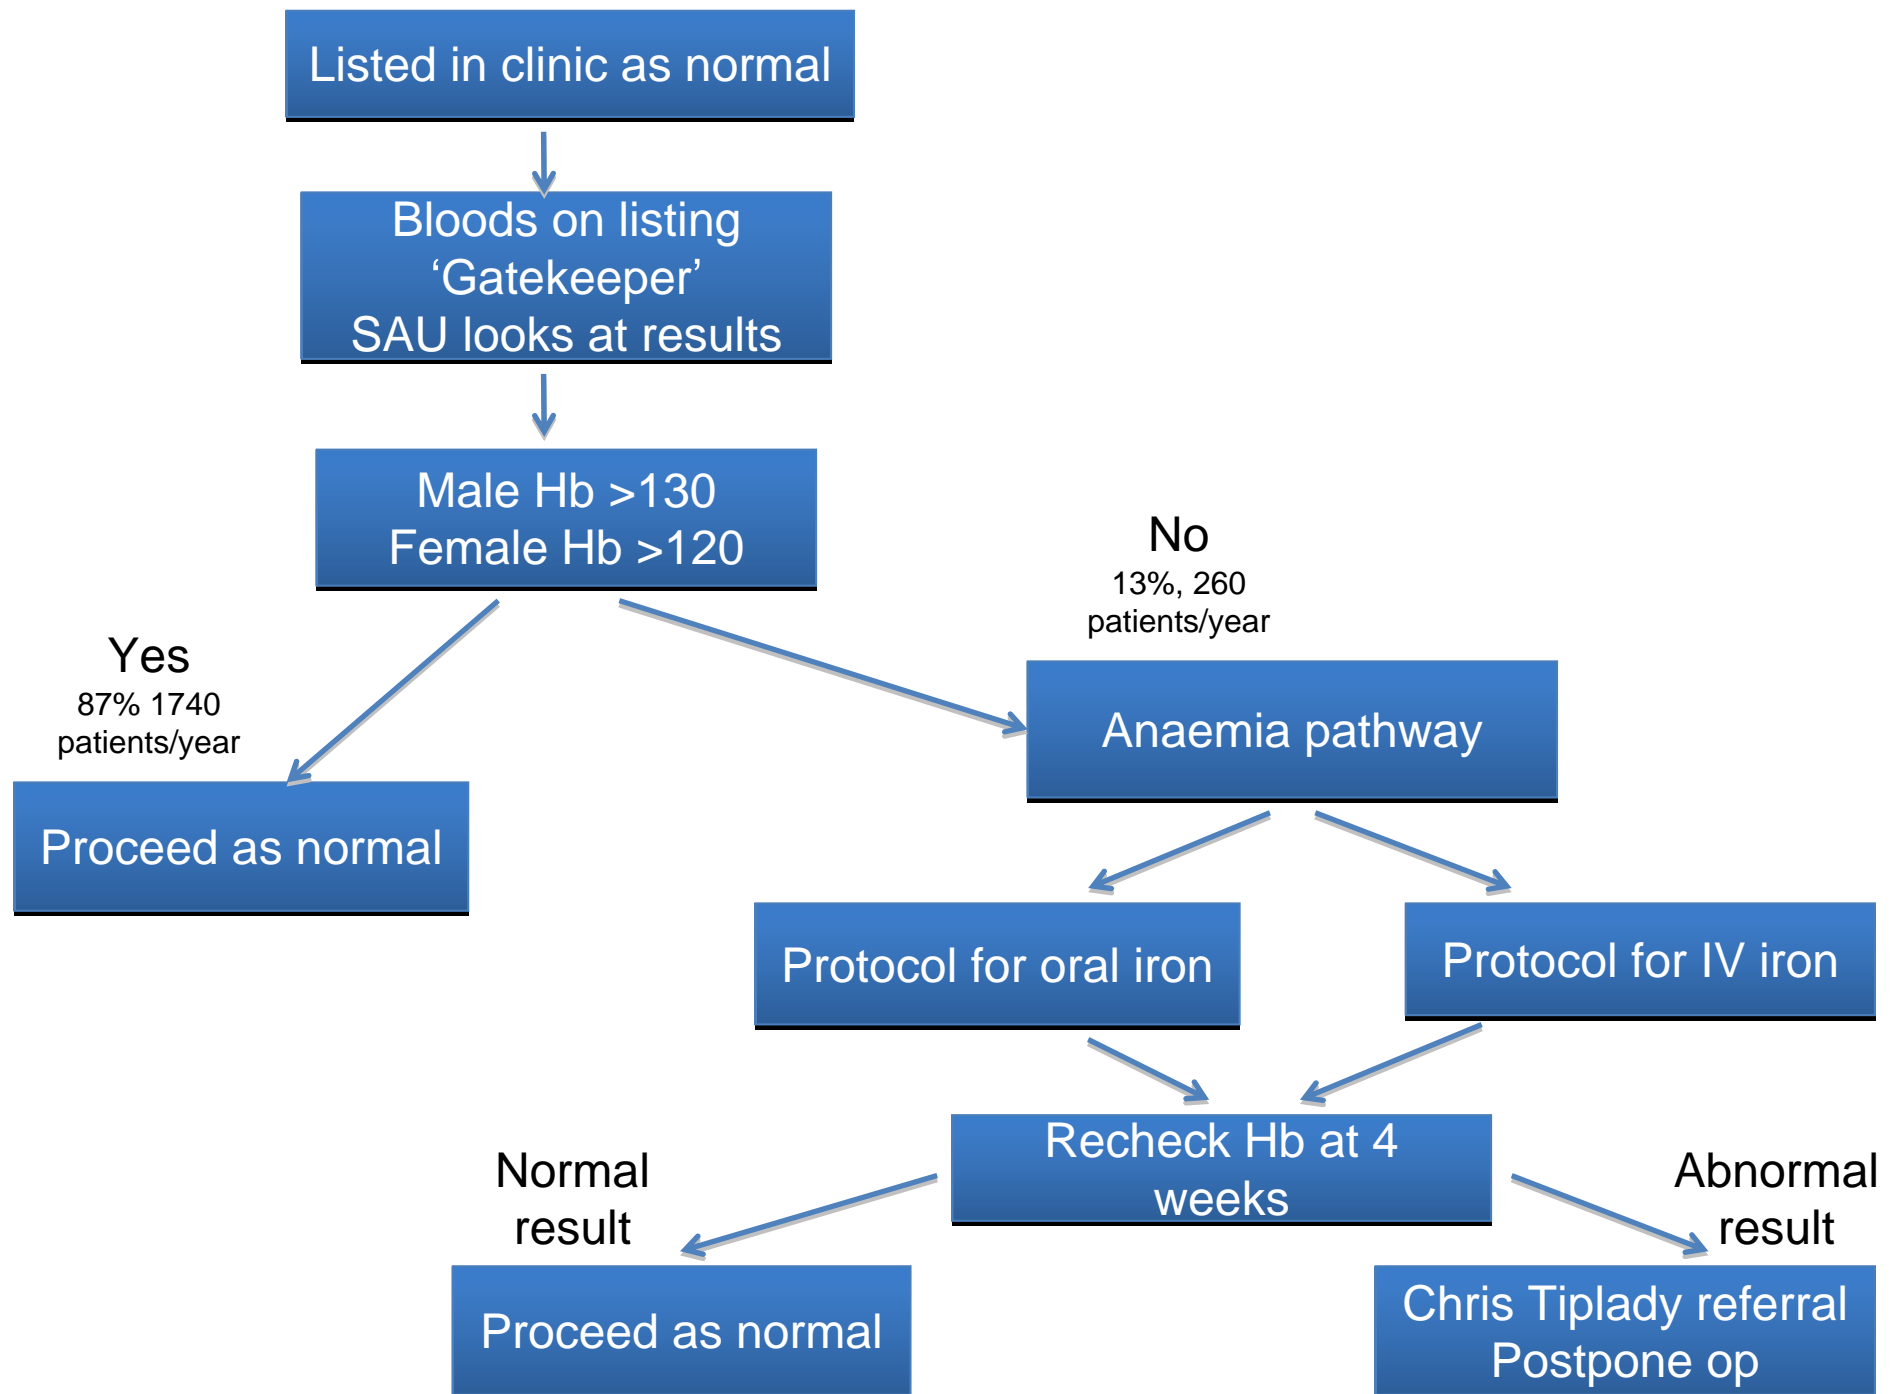 Listed in clinic as normal
Bloods on listing
‘Gatekeeper’
SAU looks at results
Male Hb >130
Female Hb >120
No
13%, 260
patients/year
Yes
87% 1740
patients/year
Anaemia pathway
Proceed as normal
Protocol for oral iron
Protocol for IV iron
Recheck Hb at 4
weeks
Normal
result
Abnormal
result
Proceed as normal
Chris Tiplady referral
Postpone op